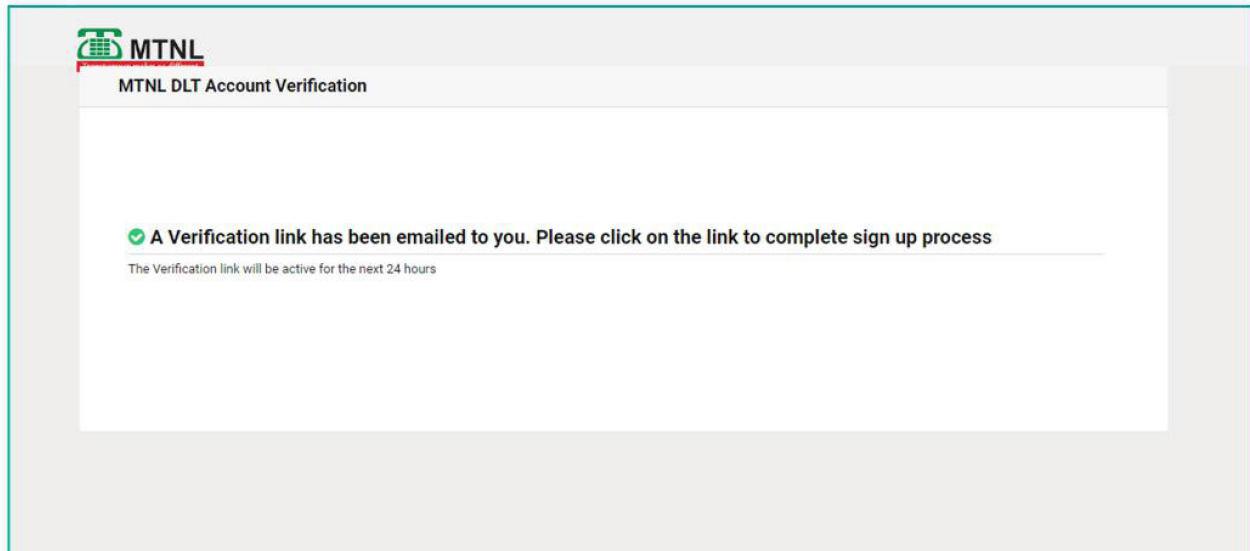 MTNL
MTNL DLT Account Verification
A Verification link has been emailed to you. Please click on the link to complete sign up process
The Verification link will be active for the next 24 hours